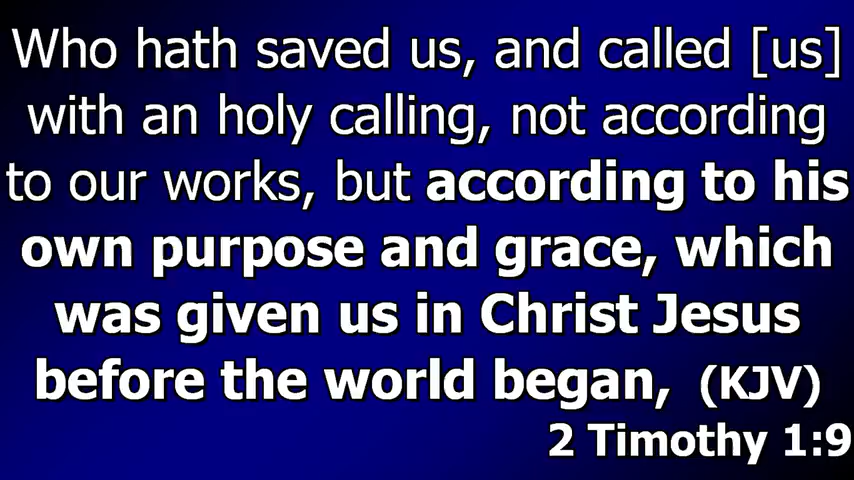 Who hath saved us, and called [us]
with an holy calling, not according
to our works, but according to his
own purpose and grace, which
was given us in Christ Jesus
before the world began, (KJV)
2 Timothy 1:9